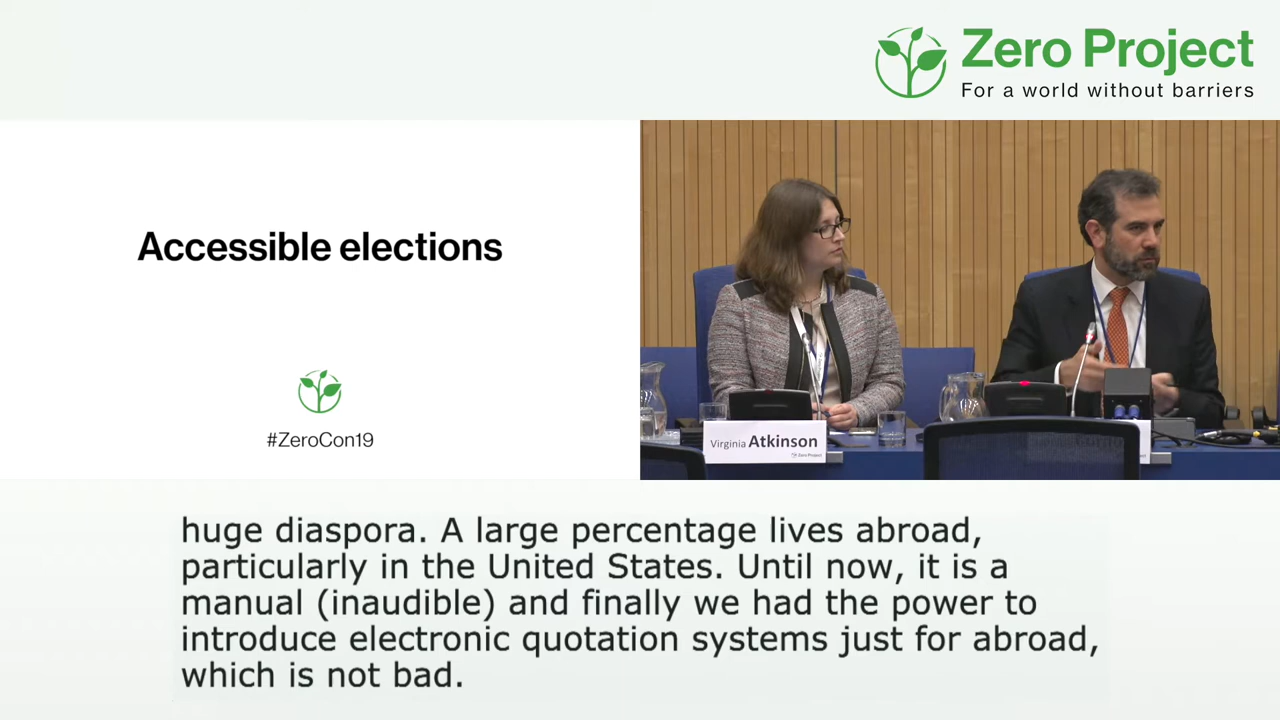 Zero Project
For a world without barriers
Accessible elections
#ZeroCon19
Virginia Atkinson
Zero Project
huge diaspora. A large percentage lives abroad,
particularly in the United States. Until now, it is a
manual (inaudible) and finally we had the power to
introduce electronic quotation systems just for abroad,
which is not bad.